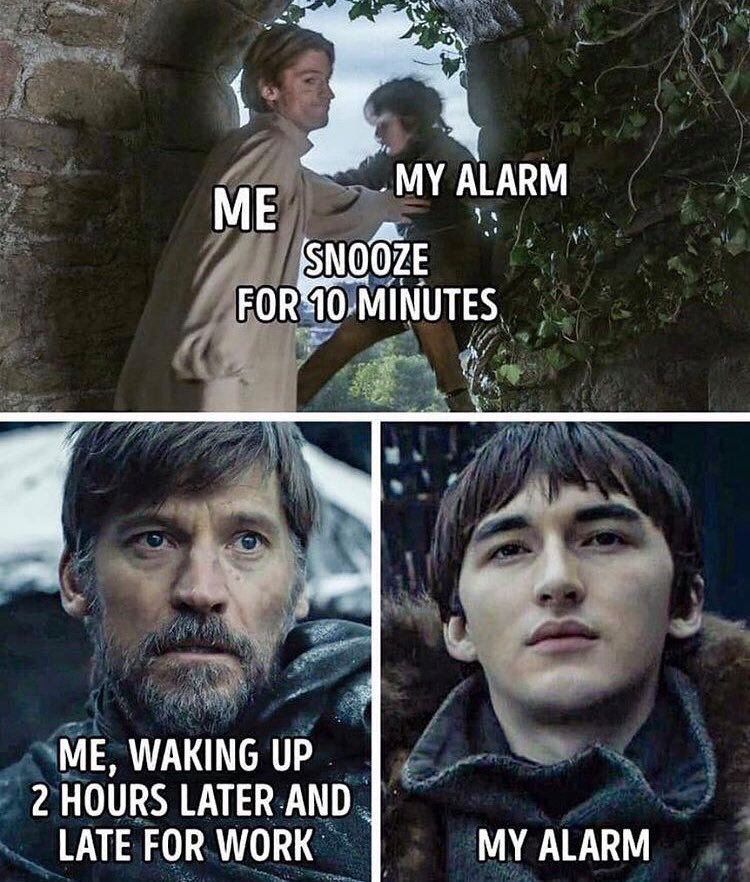 ME
MY ALARM
SNOOZE
FOR 10 MINUTES
ME, WAKING UP
2 HOURS LATER AND
LATE FOR WORK
MY ALARM